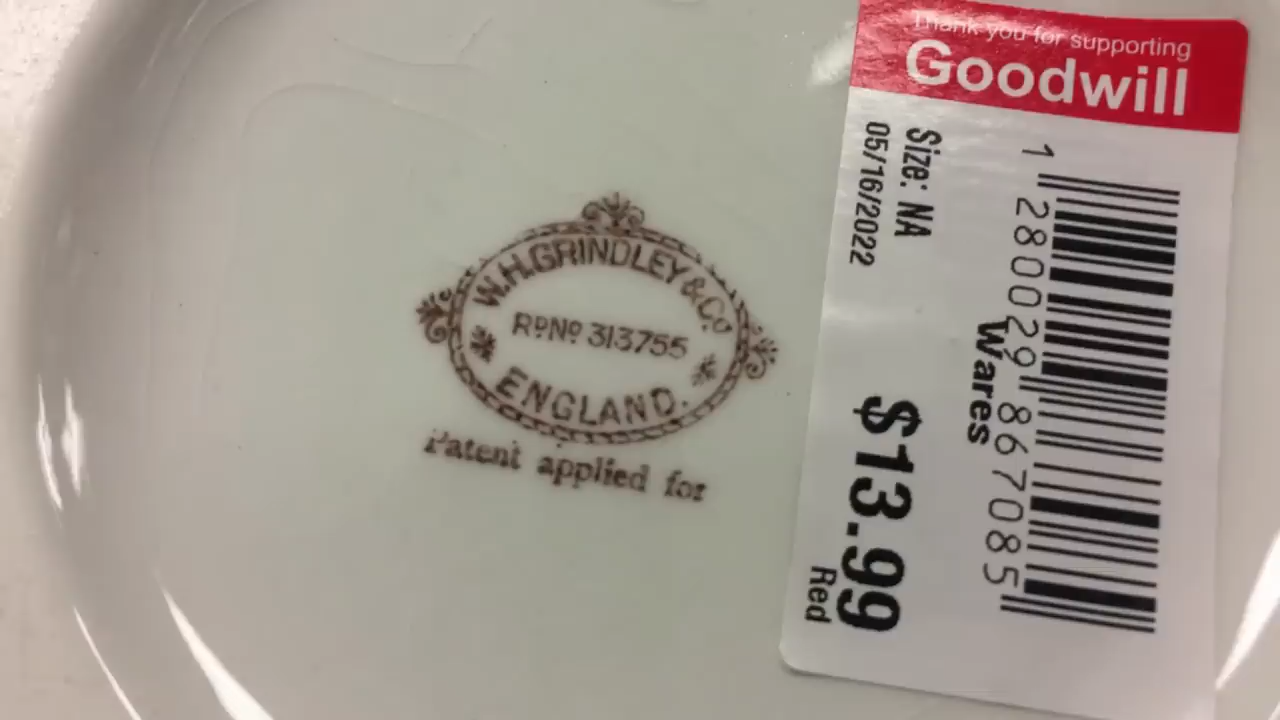 W.H.GRINDLEY & Co.
RD No 313755
ENGLAND.
Patent applied for
Thank you for supporting
Goodwill
Size: NA
05/16/2022
1 280029 867085
Wares
$13.99
Red